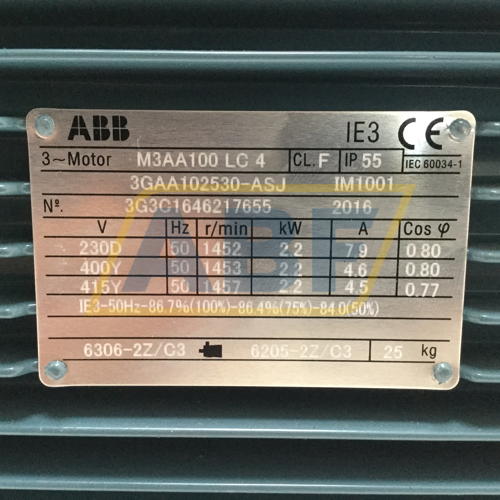 ABB IE3 CE
3~Motor M3AA100 LC 4 CL. F IP 55 IEC 60034-1
3GAA102530-ASJ IM1001
Nº. 3G3C1646217655 2016
V Hz r/min kW A Cos φ
230D 50 1452 2.2 7.9 0.80
400Y 50 1453 2.2 4.6 0.80
415Y 50 1457 2.2 4.5 0.77
IE3-50Hz-86.7%(100%)-86.4%(75%)-84.0(50%)
6306-2Z/C3 6205-2Z/C3 25 kg
ABF